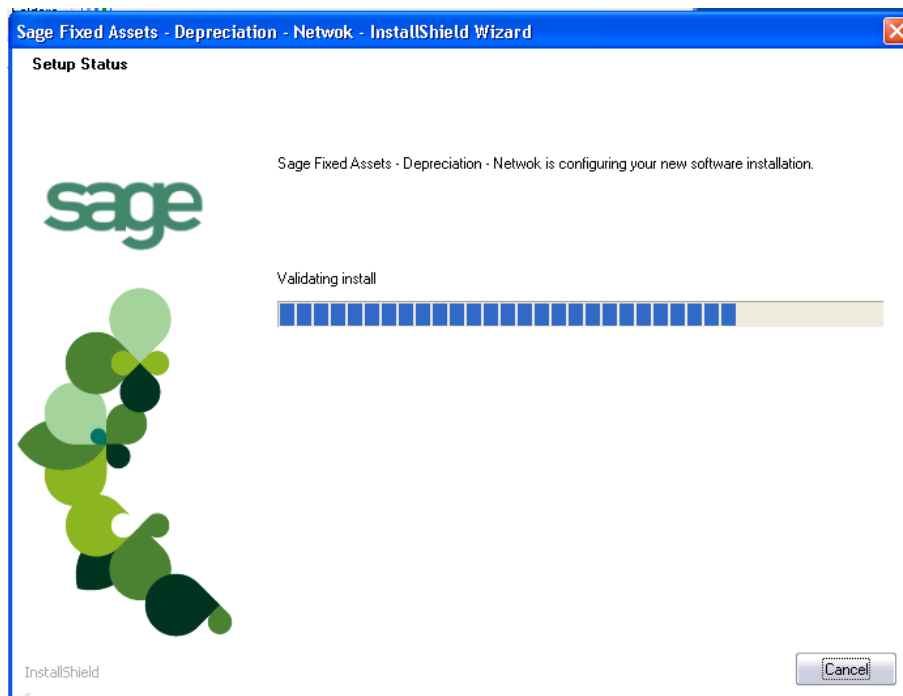 Sage Fixed Assets - Depreciation - Netwok - InstallShield Wizard
Setup Status
Sage Fixed Assets - Depreciation - Netwok is configuring your new software installation.
sage
Validating install
InstallShield
Cancel